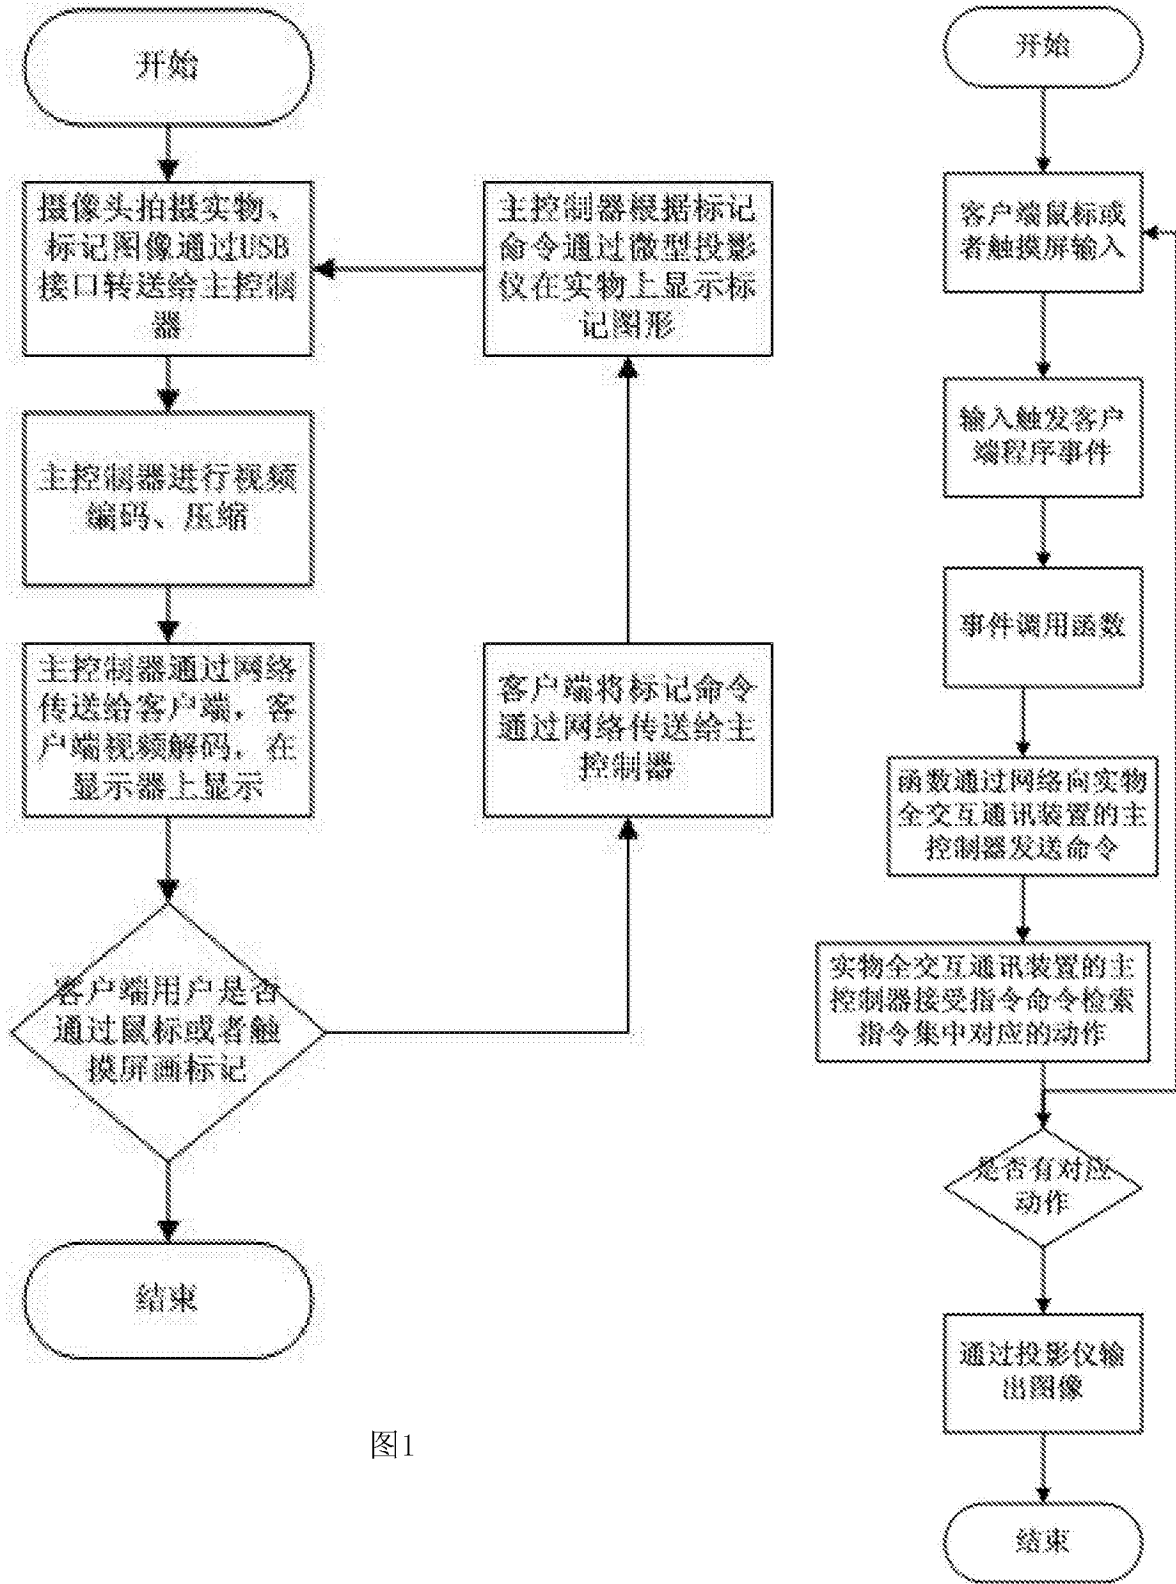 开始
摄像头拍摄实物、
标记图像通过USB
接口转送给主控制
器
主控制器进行视频
编码、压缩
主控制器通过网络
传送给客户端，客
户端视频解码，在
显示器上显示
客户端用户是否
通过鼠标或者触
摸屏画标记
结束
主控制器根据标记
命令通过微型投影
仪在实物上显示标
记图形
客户端将标记命令
通过网络传送给主
控制器
图1
开始
客户端鼠标或
者触摸屏输入
输入触发客户
端程序事件
事件调用函数
函数通过网络向实物
全交互通讯装置的主
控制器发送命令
实物全交互通讯装置的主
控制器接受指令命令检索
指令集中对应的动作
是否有对应
动作
通过投影仪输
出图像
结束